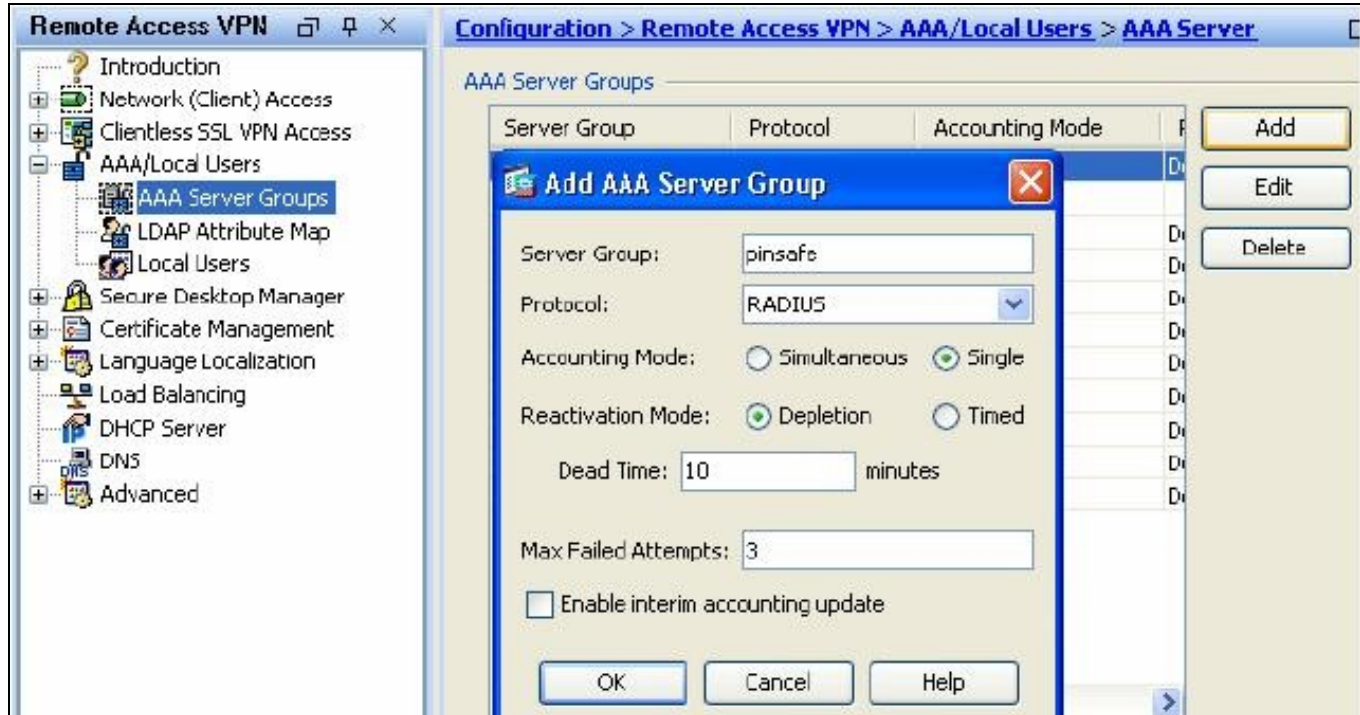 Remote Access VPN
Introduction
Network (Client) Access
Clientless SSL VPN Access
AAA/Local Users
AAA Server Groups
LDAP Attribute Map
Local Users
Secure Desktop Manager
Certificate Management
Language Localization
Load Balancing
DHCP Server
DNS
Advanced
Configuration > Remote Access VPN > AAA/Local Users > AAA Server
AAA Server Groups
Server Group Protocol Accounting Mode
Add
Edit
Delete
Add AAA Server Group
Server Group: pinsafe
Protocol: RADIUS
Accounting Mode: Simultaneous Single
Reactivation Mode: Depletion Timed
Dead Time: 10 minutes
Max Failed Attempts: 3
Enable interim accounting update
OK Cancel Help